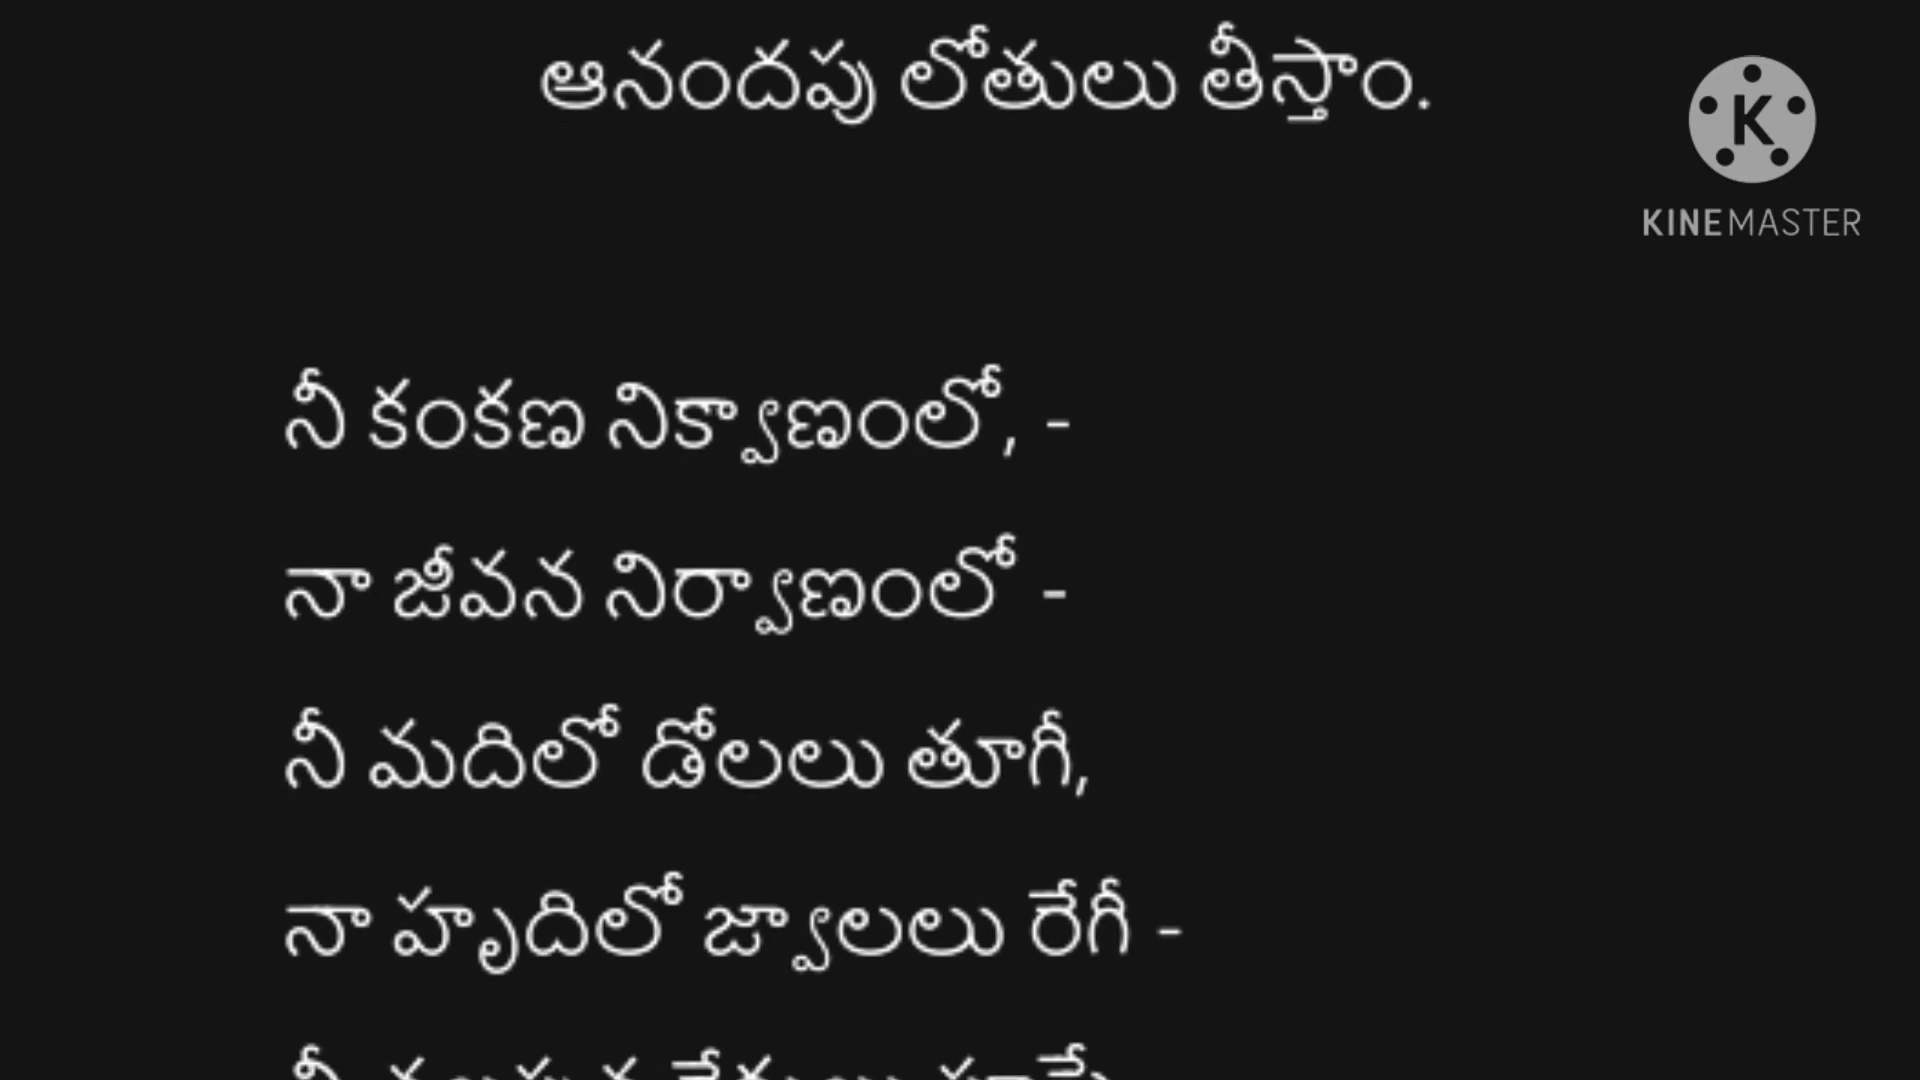 ఆనందపు లోతులు తీస్తాం.
K
KINEMASTER
నీ కంకణ నిక్వాణంలో, -
నా జీవన నిర్వాణంలో -
నీ మదిలో డోలలు తూగీ,
నా హృదిలో జ్వాలలు రేగీ -
నీ